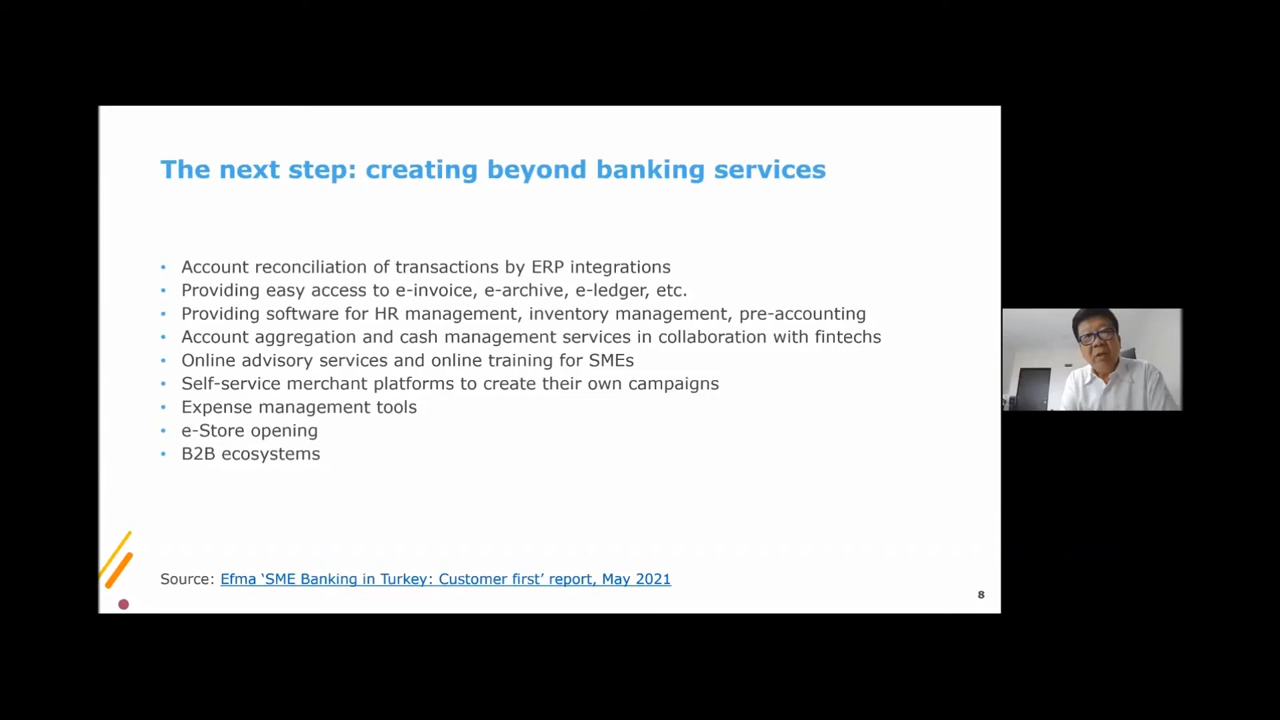 The next step: creating beyond banking services
• Account reconciliation of transactions by ERP integrations
• Providing easy access to e-invoice, e-archive, e-ledger, etc.
• Providing software for HR management, inventory management, pre-accounting
• Account aggregation and cash management services in collaboration with fintechs
• Online advisory services and online training for SMEs
• Self-service merchant platforms to create their own campaigns
• Expense management tools
• e-Store opening
• B2B ecosystems
Source: Efma ‘SME Banking in Turkey: Customer first’ report, May 2021
8